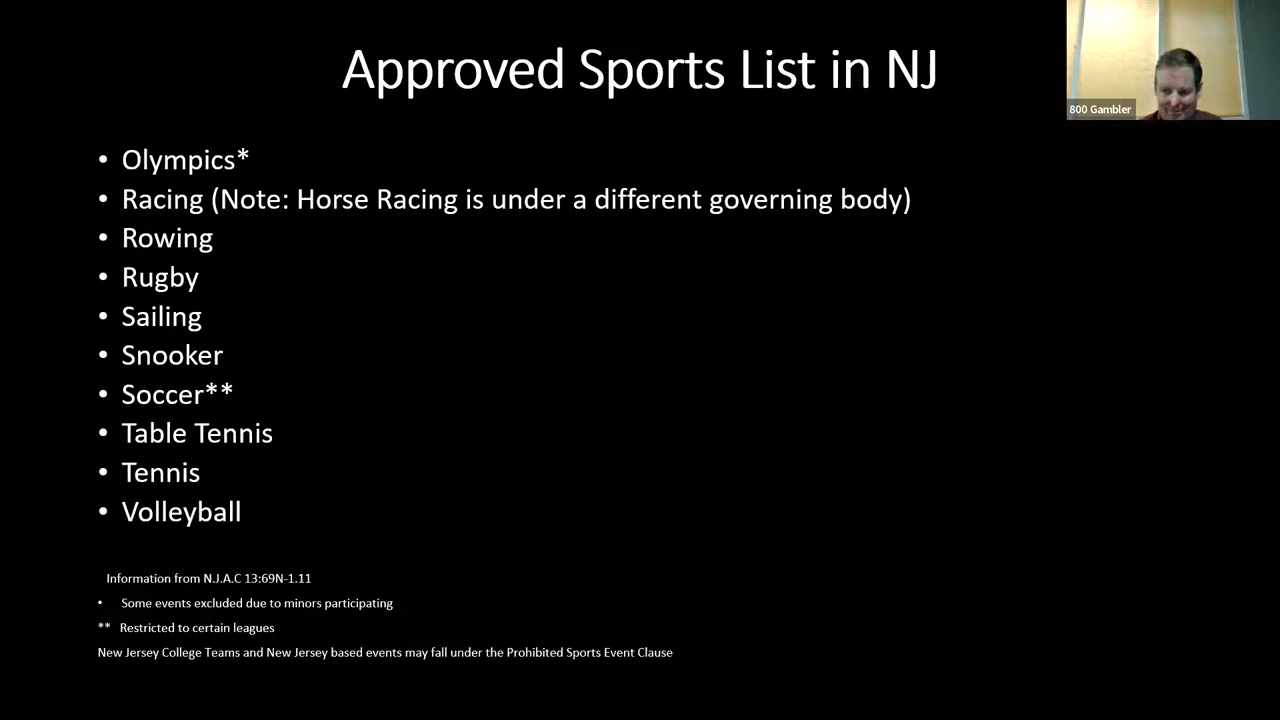 Approved Sports List in NJ
800 Gambler
• Olympics*
• Racing (Note: Horse Racing is under a different governing body)
• Rowing
• Rugby
• Sailing
• Snooker
• Soccer**
• Table Tennis
• Tennis
• Volleyball
Information from N.J.A.C 13:69N-1.11
• Some events excluded due to minors participating
** Restricted to certain leagues
New Jersey College Teams and New Jersey based events may fall under the Prohibited Sports Event Clause